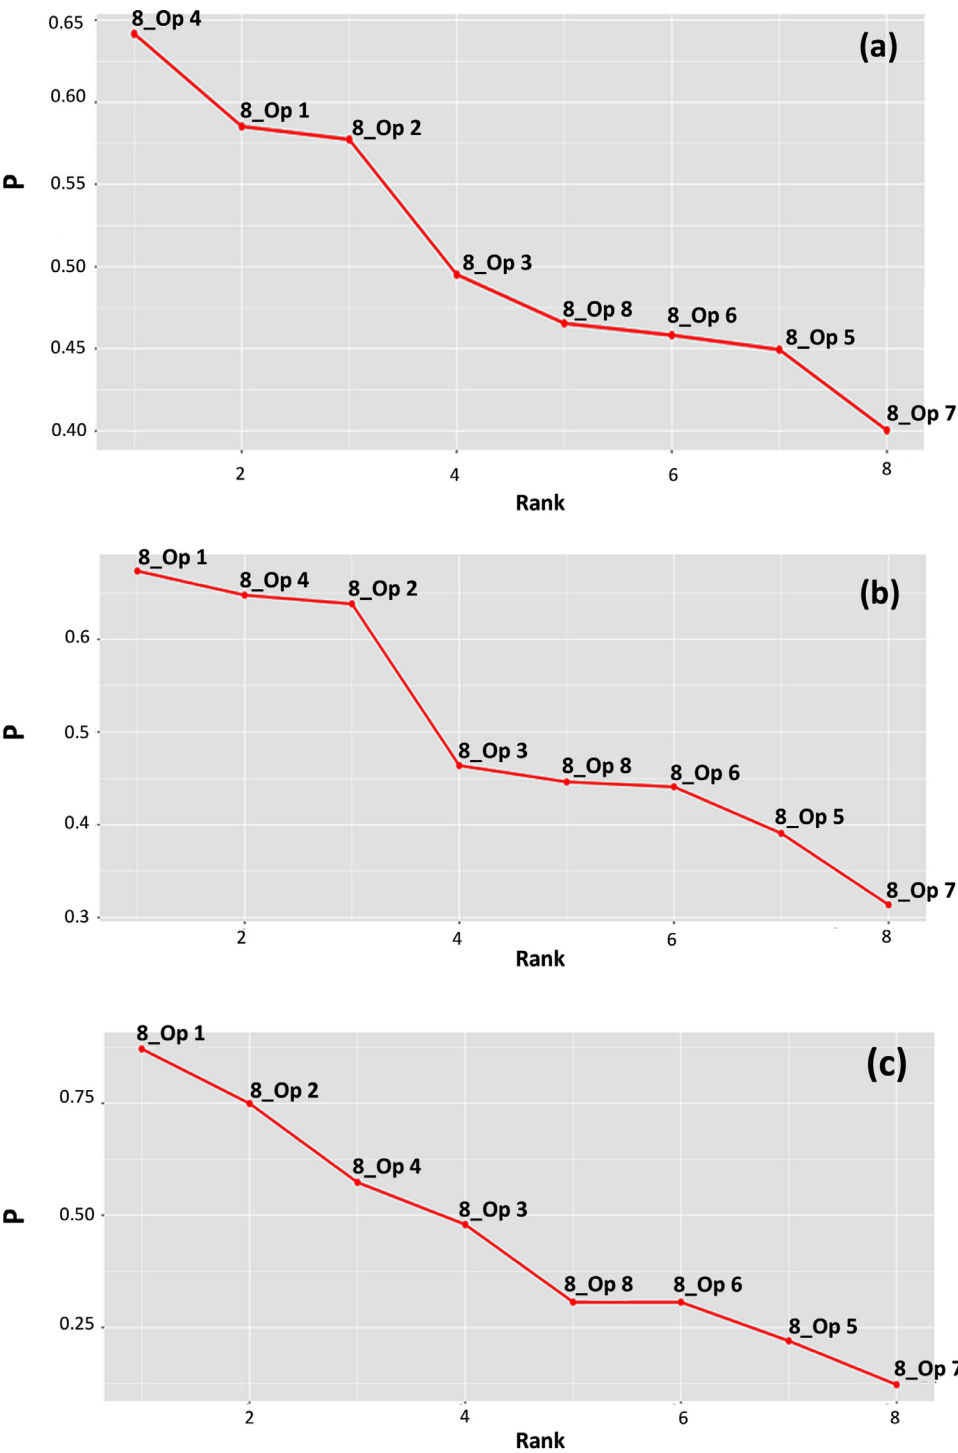 8_Op 4
0.65
(a)
0.60
8_Op 1
8_Op 2
P
0.55
0.50
8_Op 3
8_Op 8
8_Op 6
0.45
8_Op 5
8_Op 7
0.40
2
4
6
8
Rank
8_Op 1
8_Op 4
8_Op 2
(b)
0.6
P
0.5
8_Op 3
8_Op 8
8_Op 6
0.4
8_Op 5
8_Op 7
0.3
2
4
6
8
Rank
8_Op 1
(c)
0.75
8_Op 2
8_Op 4
P
0.50
8_Op 3
8_Op 8
8_Op 6
0.25
8_Op 5
8_Op 7
2
4
6
8
Rank